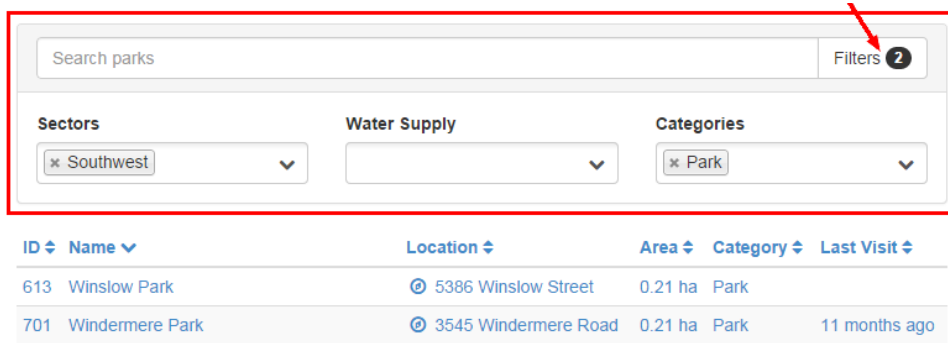 Search parks Filters 2
Sectors Water Supply Categories
× Southwest × Park
ID Name Location Area Category Last Visit
613 Winslow Park 5386 Winslow Street 0.21 ha Park
701 Windermere Park 3545 Windermere Road 0.21 ha Park 11 months ago